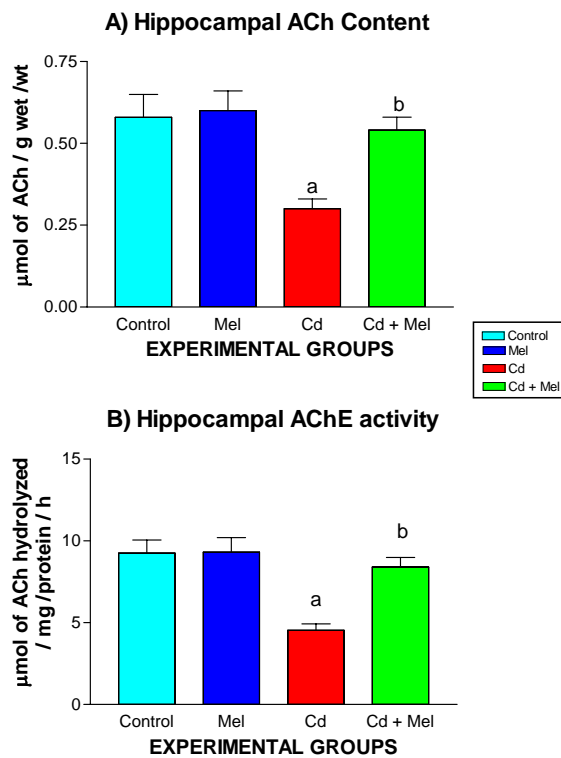 A) Hippocampal ACh Content
μmol of ACh / g wet /wt
0.75
0.50
0.25
0.00
a
b
Control Mel Cd Cd + Mel
EXPERIMENTAL GROUPS
Control
Mel
Cd
Cd + Mel
B) Hippocampal AChE activity
μmol of ACh hydrolyzed
/ mg /protein / h
15
10
5
0
a
b
Control Mel Cd Cd + Mel
EXPERIMENTAL GROUPS